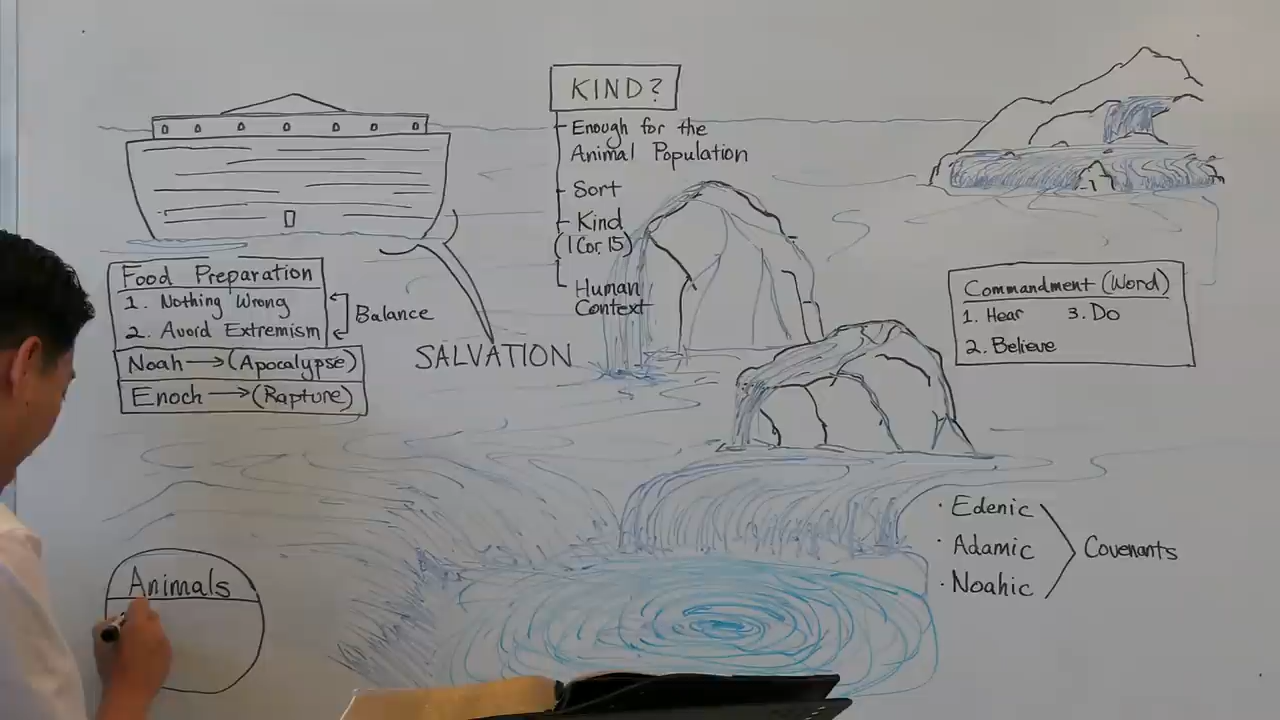 KIND?
- Enough for the
Animal Population
- Sort
- Kind
(1 Cor. 15)
- Human
Context
Food Preparation
1. Nothing Wrong
2. Avoid Extremism
Balance
Noah → (Apocalypse)
Enoch → (Rapture)
SALVATION
Commandment (Word)
1. Hear 3. Do
2. Believe
· Edenic
· Adamic
· Noahic
Covenants
Animals